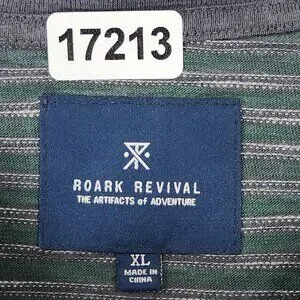 17213
ROARK REVIVAL
THE ARTIFACTS of ADVENTURE
XL
MADE IN
CHINA